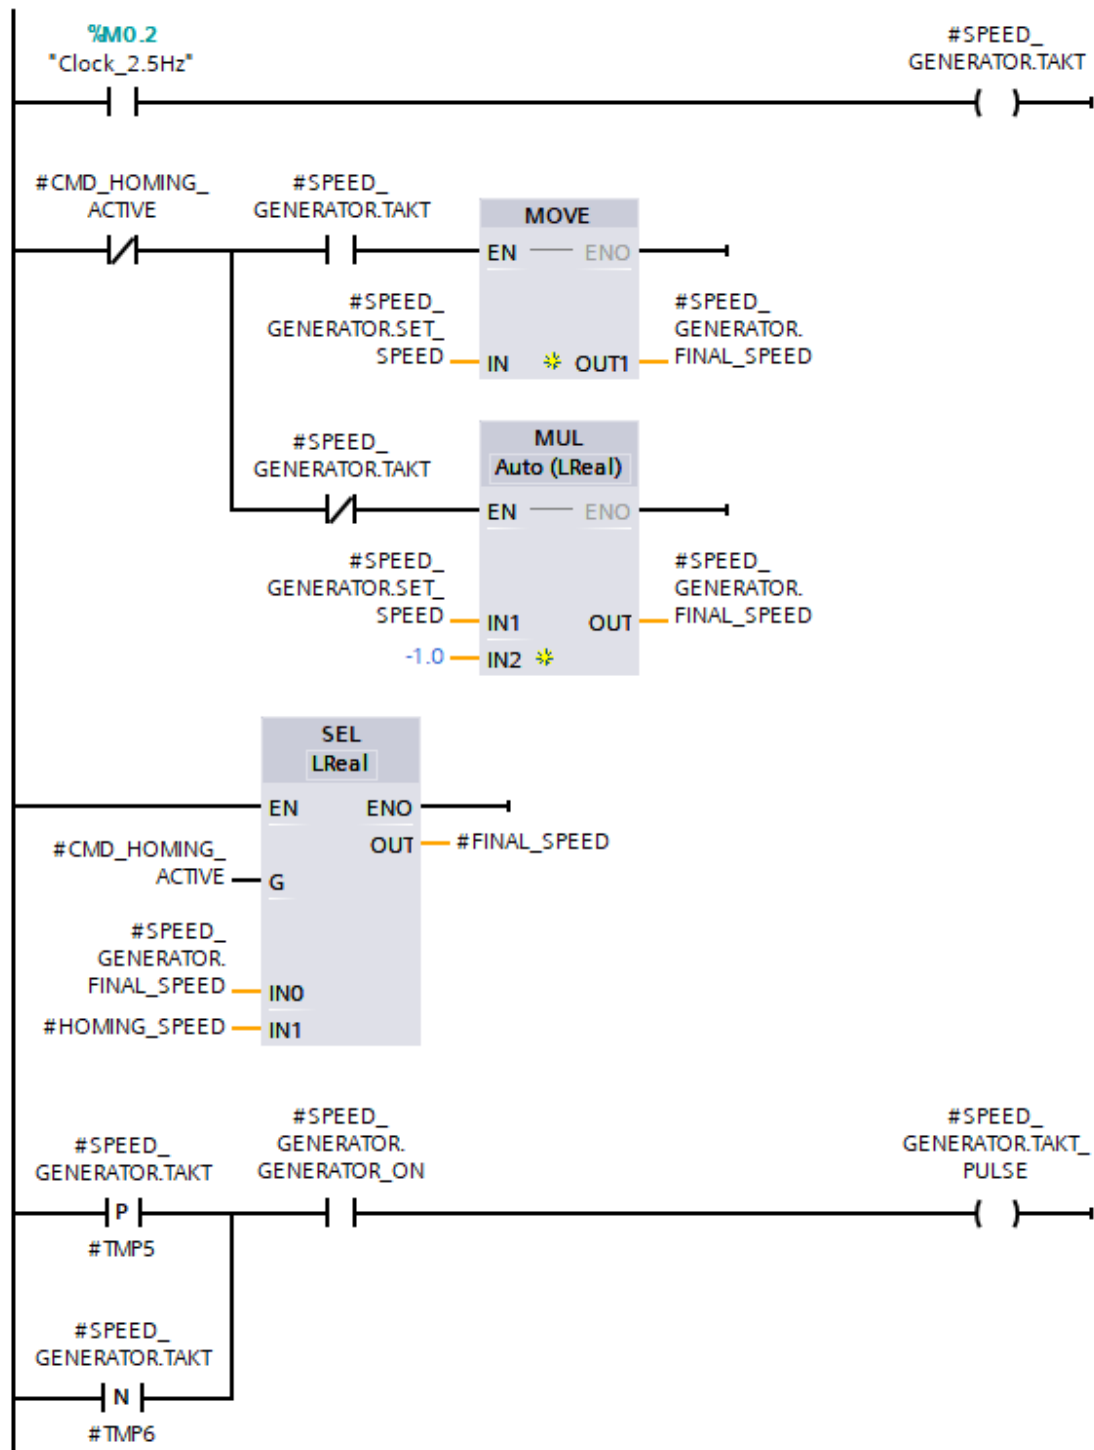 %M0.2
"Clock_2.5Hz"
#SPEED_
GENERATOR.TAKT
#CMD_HOMING_
ACTIVE
#SPEED_
GENERATOR.TAKT
MOVE
EN
ENO
#SPEED_
GENERATOR.SET_
SPEED
IN
OUT1
#SPEED_
GENERATOR.
FINAL_SPEED
#SPEED_
GENERATOR.TAKT
MUL
Auto (LReal)
EN
ENO
#SPEED_
GENERATOR.SET_
SPEED
IN1
OUT
#SPEED_
GENERATOR.
FINAL_SPEED
-1.0
IN2
SEL
LReal
EN
ENO
OUT
#FINAL_SPEED
#CMD_HOMING_
ACTIVE
G
#SPEED_
GENERATOR.
FINAL_SPEED
IN0
#HOMING_SPEED
IN1
#SPEED_
GENERATOR.TAKT
P
#TMP5
#SPEED_
GENERATOR.
GENERATOR_ON
#SPEED_
GENERATOR.TAKT_
PULSE
#SPEED_
GENERATOR.TAKT
N
#TMP6